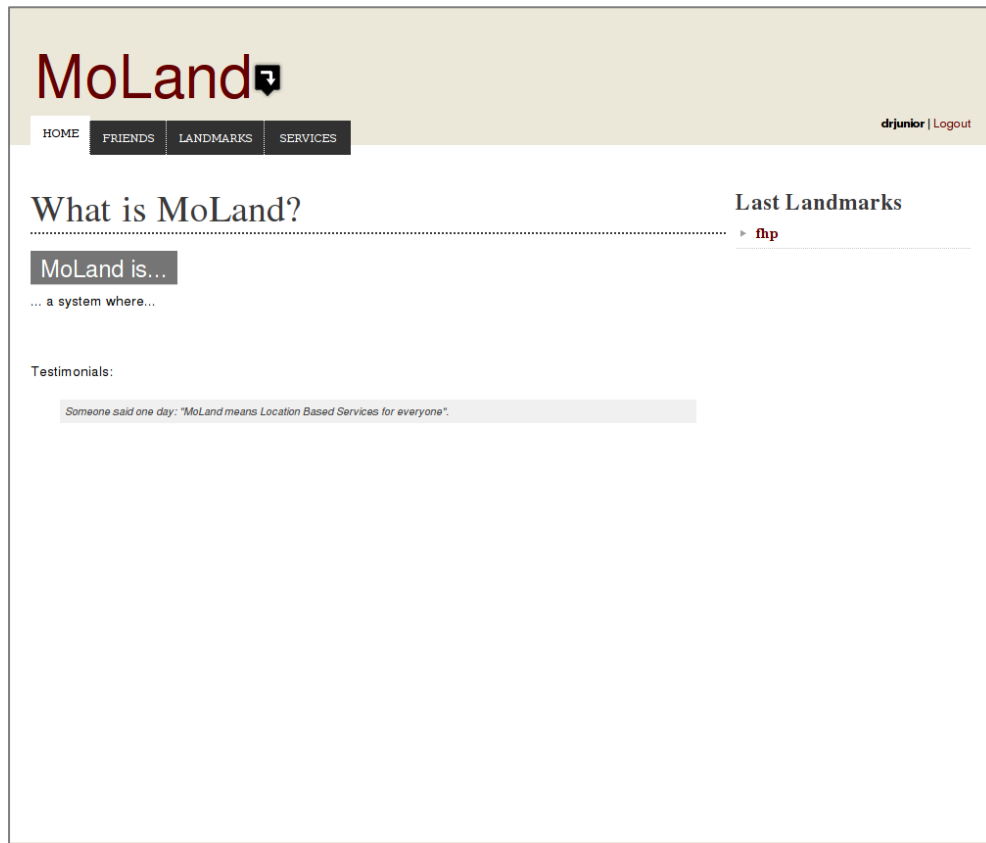 MoLand
HOME FRIENDS LANDMARKS SERVICES
drjunior | Logout
What is MoLand?
MoLand is...
... a system where...
Testimonials:
Someone said one day: "MoLand means Location Based Services for everyone".
Last Landmarks
fhp